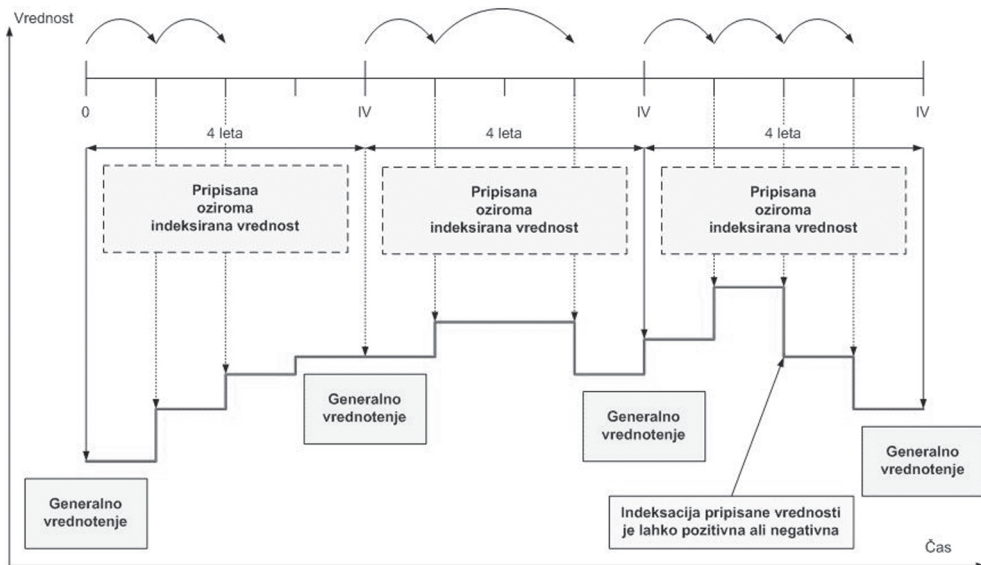 Vrednost
0
IV
IV
IV
4 leta
4 leta
4 leta
Pripisana
oziroma
indeksirana vrednost
Pripisana
oziroma
indeksirana vrednost
Pripisana
oziroma
indeksirana vrednost
Generalno
vrednotenje
Generalno
vrednotenje
Generalno
vrednotenje
Generalno
vrednotenje
Indeksacija pripisane vrednosti
je lahko pozitivna ali negativna
Čas